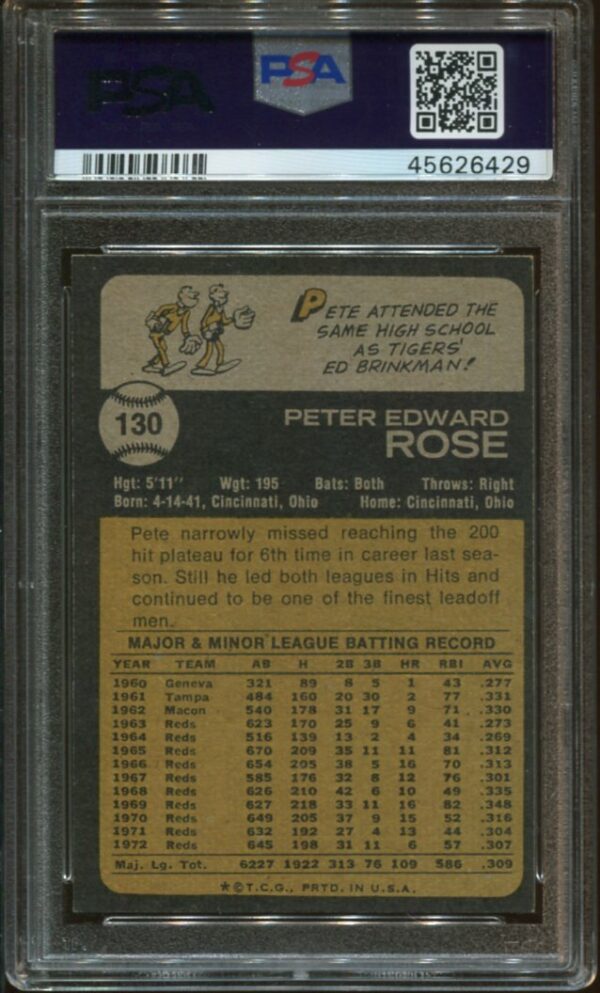 PSA
PSA
45626429
PETE ATTENDED THE
SAME HIGH SCHOOL
AS TIGERS'
ED BRINKMAN!
130
PETER EDWARD
ROSE
Hgt: 5'11" Wgt: 195 Bats: Both Throws: Right
Born: 4-14-41, Cincinnati, Ohio Home: Cincinnati, Ohio
Pete narrowly missed reaching the 200
hit plateau for 6th time in career last sea-
son. Still he led both leagues in Hits and
continued to be one of the finest leadoff
men.
MAJOR & MINOR LEAGUE BATTING RECORD
YEAR TEAM AB H 2B 3B HR RBI AVG
1960 Geneva 321 89 8 5 1 43 .277
1961 Tampa 484 160 20 30 2 77 .331
1962 Macon 540 178 31 17 9 71 .330
1963 Reds 623 170 25 9 6 41 .273
1964 Reds 516 139 13 2 4 34 .269
1965 Reds 670 209 35 11 11 81 .312
1966 Reds 654 205 38 5 16 70 .313
1967 Reds 585 176 32 8 12 76 .301
1968 Reds 626 210 42 6 10 49 .335
1969 Reds 627 218 33 11 16 82 .348
1970 Reds 649 205 37 9 15 52 .316
1971 Reds 632 192 27 4 13 44 .304
1972 Reds 645 198 31 11 6 57 .307
Maj. Lg. Tot. 6227 1922 313 76 109 586 .309
★©T.C.G., PRTD. IN U.S.A.